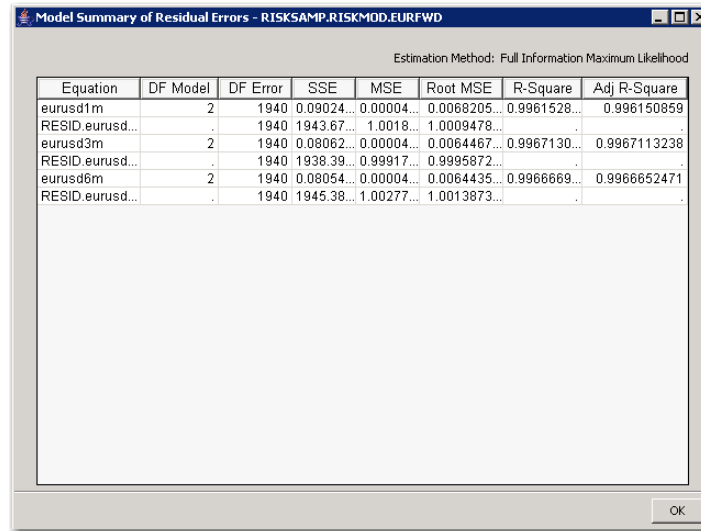 Model Summary of Residual Errors - RISKSAMP.RISKMOD.EURFWD
Estimation Method: Full Information Maximum Likelihood
Equation DF Model DF Error SSE MSE Root MSE R-Square Adj R-Square
eurusd1m 2 1940 0.09024... 0.00004... 0.0068205... 0.9961528... 0.996150859
RESID.eurusd... . 1940 1943.67... 1.0018... 1.0009478... . .
eurusd3m 2 1940 0.08062... 0.00004... 0.0064467... 0.9967130... 0.9967113238
RESID.eurusd... . 1940 1938.39... 0.99917... 0.9995872... . .
eurusd6m 2 1940 0.08054... 0.00004... 0.0064435... 0.9966669... 0.9966652471
RESID.eurusd... . 1940 1945.38... 1.00277... 1.0013873... . .
OK